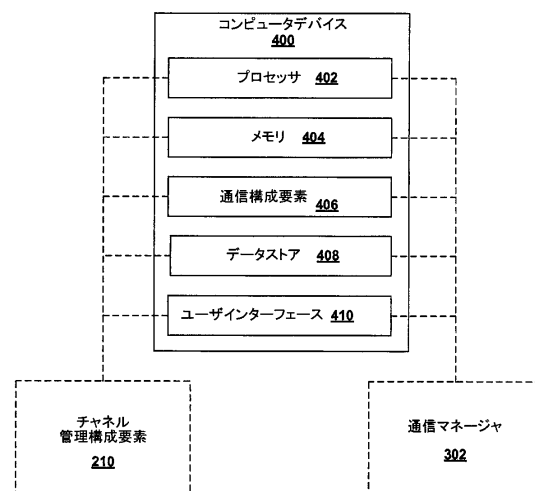 コンピュータデバイス
400
プロセッサ 402
メモリ 404
通信構成要素 406
データストア 408
ユーザインターフェース 410
チャネル
管理構成要素
210
通信マネージャ
302